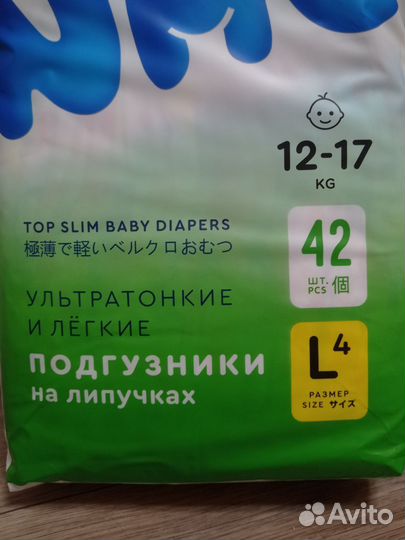 12-17
KG
TOP SLIM BABY DIAPERS
極薄で軽いベルクロおむつ
42
ШТ. PCS 個
УЛЬТРАТОНКИЕ
И ЛЁГКИЕ
ПОДГУЗНИКИ
на липучках
L4
РАЗМЕР
SIZE サイズ
Avito